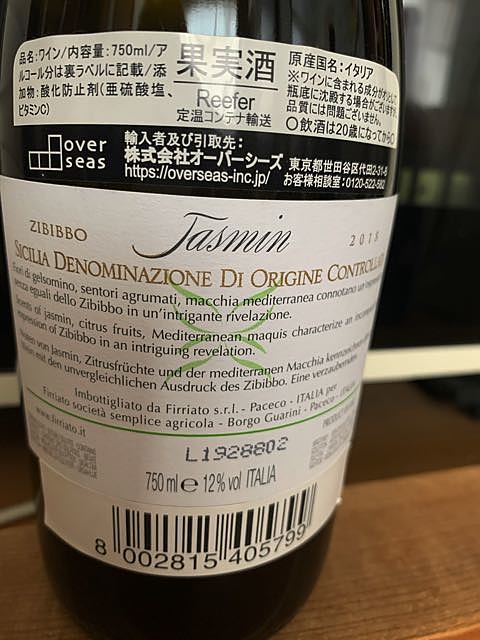 品名:ワイン/内容量:750ml/ア
ルコール分は裏ラベルに記載/添
加物:酸化防止剤(亜硫酸塩、
ビタミンC)
果実酒
Reefer
定温コンテナ輸送
原産国名:イタリア
※ワインに含まれる成分がオリとして
瓶底に沈殿する場合がございますが、
品質には問題ございません。
〇飲酒は20歳になってから〇
over
seas
輸入者及び引取先:
株式会社オーバーシーズ
https://overseas-inc.jp/
東京都世田谷区代田2-31-8
お客様相談室:0120-522-582
ZIBIBBO
Jasmin
2018
SICILIA DENOMINAZIONE DI ORIGINE CONTROLLATA
Fiori di gelsomino, sentori agrumati, macchia mediterranea connotano un'
senza eguali dello Zibibbo in un'intrigante rivelazione.
Scents of jasmin, citrus fruits, Mediterranean maquis characterize an
expression of Zibibbo in an intriguing revelation.
von Jasmin, Zitrusfrüchte und der mediterranen Macchia kennzeichnen
mit den unvergleichlichen Ausdruck des Zibibbo. Eine
Imbottigliato da Firriato s.r.l. - Paceco - ITALIA per
Firriato società semplice agricola - Borgo Guarini - Paceco - ITALIA
www.firriato.it
PRODUCT OF
L1928802
750 ml e 12% vol ITALIA
8 002815 405799